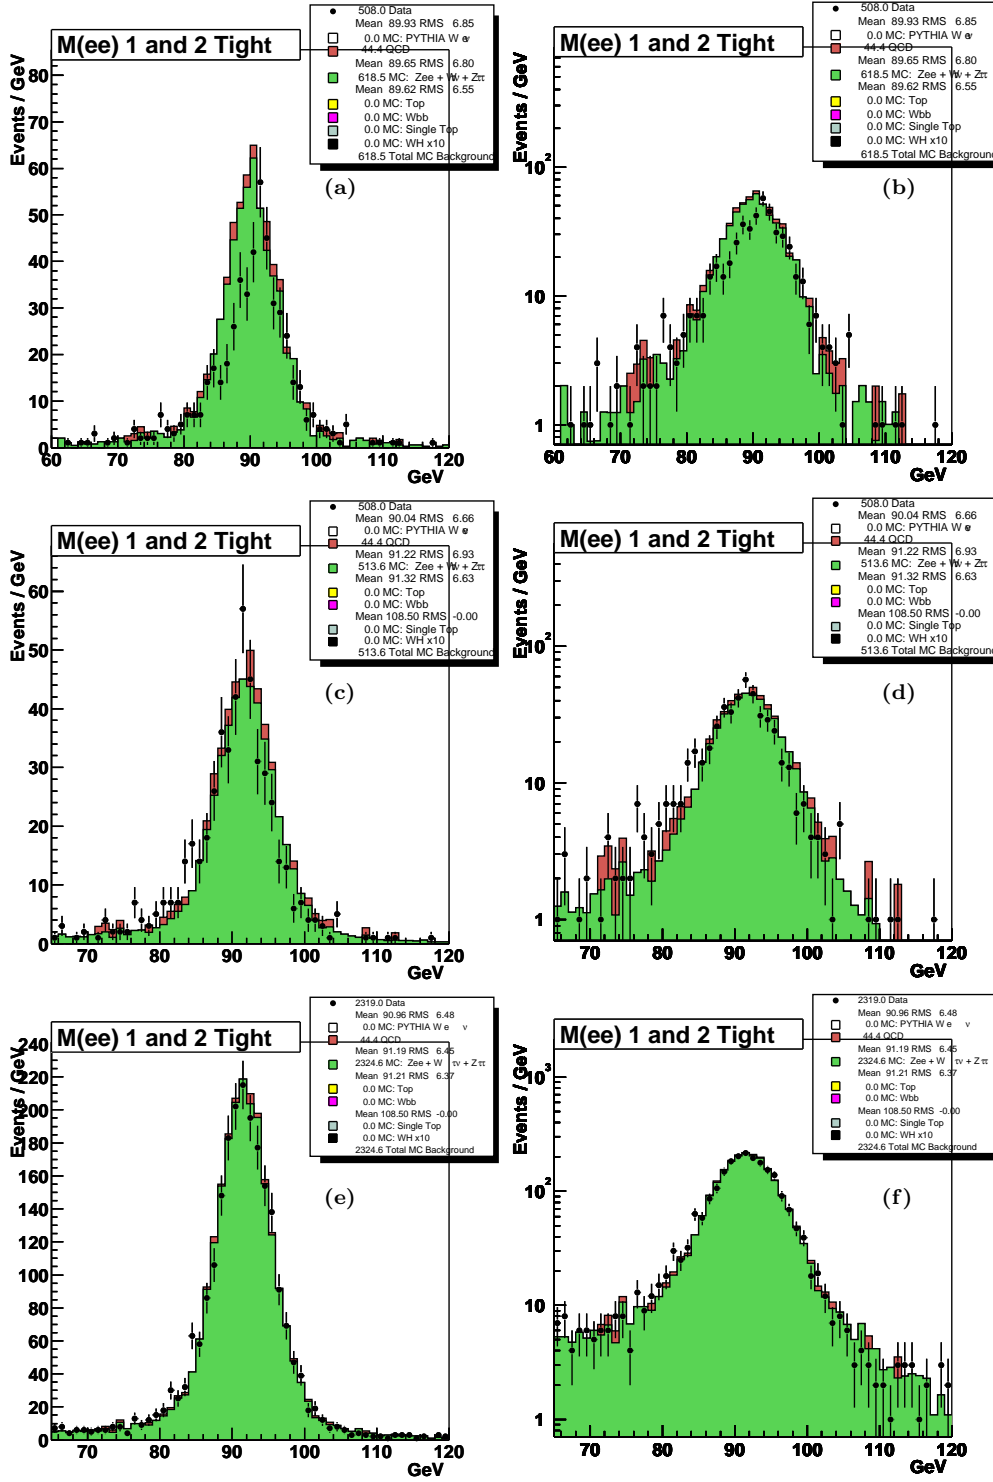 M(ee) 1 and 2 Tight
508.0 Data
Mean 89.93 RMS 6.85
0.0 MC: PYTHIA W eν
44.4 QCD
Mean 89.65 RMS 6.80
618.5 MC: Zee + Wτν + Zττ
Mean 89.62 RMS 6.55
0.0 MC: Top
0.0 MC: Wbb
0.0 MC: Single Top
0.0 MC: WH x10
618.5 Total MC Background
Events / GeV
80
70
60
50
40
30
20
10
0
(a)
60 70 80 90 100 110 120
GeV
M(ee) 1 and 2 Tight
508.0 Data
Mean 89.93 RMS 6.85
0.0 MC: PYTHIA W eν
44.4 QCD
Mean 89.65 RMS 6.80
618.5 MC: Zee + Wτν + Zττ
Mean 89.62 RMS 6.55
0.0 MC: Top
0.0 MC: Wbb
0.0 MC: Single Top
0.0 MC: WH x10
618.5 Total MC Background
Events / GeV
10²
10
1
(b)
60 70 80 90 100 110 120
GeV
M(ee) 1 and 2 Tight
508.0 Data
Mean 90.04 RMS 6.66
0.0 MC: PYTHIA W eν
44.4 QCD
Mean 91.22 RMS 6.93
513.6 MC: Zee + Wτν + Zττ
Mean 91.32 RMS 6.63
0.0 MC: Top
0.0 MC: Wbb
Mean 108.50 RMS -0.00
0.0 MC: Single Top
0.0 MC: WH x10
513.6 Total MC Background
Events / GeV
60
50
40
30
20
10
0
(c)
70 80 90 100 110 120
GeV
M(ee) 1 and 2 Tight
508.0 Data
Mean 90.04 RMS 6.66
0.0 MC: PYTHIA W eν
44.4 QCD
Mean 91.22 RMS 6.93
513.6 MC: Zee + Wτν + Zττ
Mean 91.32 RMS 6.63
0.0 MC: Top
0.0 MC: Wbb
Mean 108.50 RMS -0.00
0.0 MC: Single Top
0.0 MC: WH x10
513.6 Total MC Background
Events / GeV
10²
10
1
(d)
70 80 90 100 110 120
GeV
M(ee) 1 and 2 Tight
2319.0 Data
Mean 90.96 RMS 6.48
0.0 MC: PYTHIA W e ν
44.4 QCD
Mean 91.19 RMS 6.45
2324.6 MC: Zee + W τν + Z ττ
Mean 91.21 RMS 6.37
0.0 MC: Top
0.0 MC: Wbb
Mean 108.50 RMS -0.00
0.0 MC: Single Top
0.0 MC: WH x10
2324.6 Total MC Background
Events / GeV
240
220
200
180
160
140
120
100
80
60
40
20
0
(e)
70 80 90 100 110 120
GeV
M(ee) 1 and 2 Tight
2319.0 Data
Mean 90.96 RMS 6.48
0.0 MC: PYTHIA W e ν
44.4 QCD
Mean 91.19 RMS 6.45
2324.6 MC: Zee + W τν + Z ττ
Mean 91.21 RMS 6.37
0.0 MC: Top
0.0 MC: Wbb
Mean 108.50 RMS -0.00
0.0 MC: Single Top
0.0 MC: WH x10
2324.6 Total MC Background
Events / GeV
10³
10²
10
1
(f)
70 80 90 100 110 120
GeV